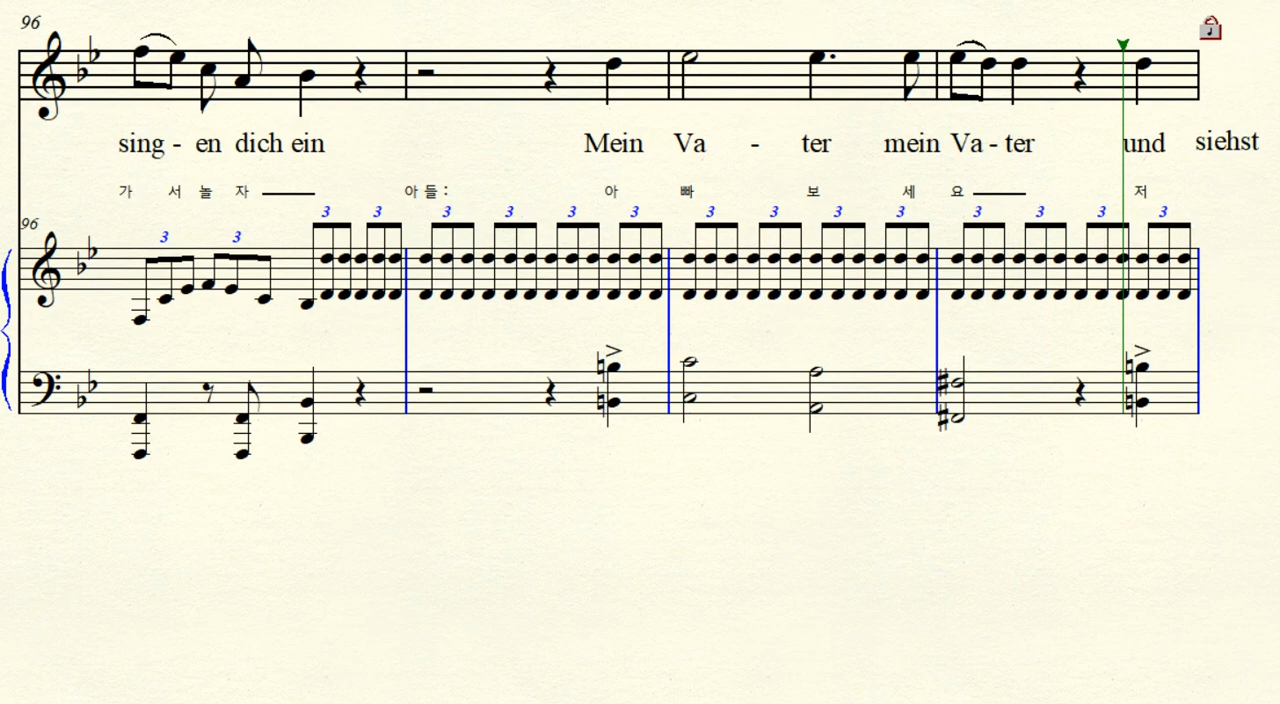 96
sing - en dich ein Mein Va - ter mein Va - ter und siehst
가 서 놀 자 아 들 : 아 빠 보 세 요 저
96 3 3 3 3 3 3 3 3 3 3 3 3 3 3 3 3